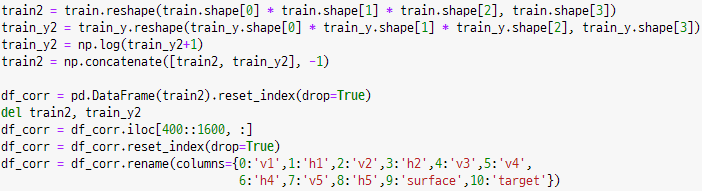 train2 = train.reshape(train.shape[0] * train.shape[1] * train.shape[2], train.shape[3])
train_y2 = train_y.reshape(train_y.shape[0] * train_y.shape[1] * train_y.shape[2], train_y.shape[3])
train_y2 = np.log(train_y2+1)
train2 = np.concatenate([train2, train_y2], -1)
df_corr = pd.DataFrame(train2).reset_index(drop=True)
del train2, train_y2
df_corr = df_corr.iloc[400::1600, :]
df_corr = df_corr.reset_index(drop=True)
df_corr = df_corr.rename(columns={0:'v1',1:'h1',2:'v2',3:'h2',4:'v3',5:'v4',
6:'h4',7:'v5',8:'h5',9:'surface',10:'target'})